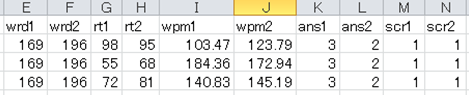 E F G H I J K L M N
wrd1 wrd2 rt1 rt2 wpm1 wpm2 ans1 ans2 scr1 scr2
169 196 98 95 103.47 123.79 3 2 1 1
169 196 55 68 184.36 172.94 3 2 1 1
169 196 72 81 140.83 145.19 3 2 1 1